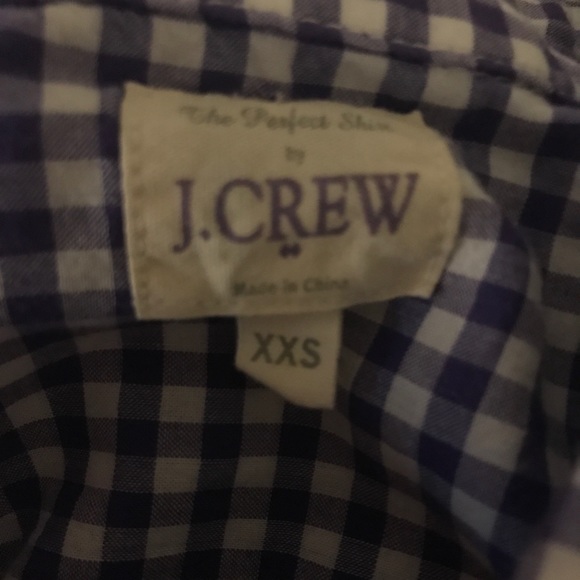 The Perfect Shirt
by
J.CREW
Made in China
XXS